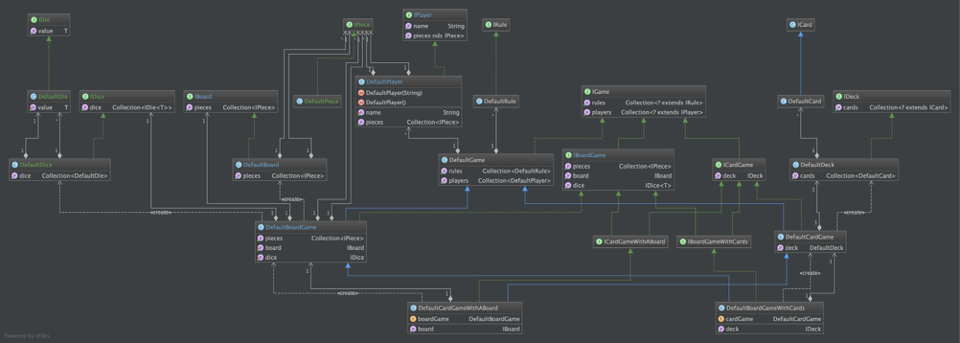 IDie
value T
IPiece
IPlayer
name String
pieces nds IPiece>
IRule
ICard
DefaultDie
value T
IDice
dice Collection<IDie<T>>
IBoard
pieces Collection<IPiece>
DefaultPiece
DefaultPlayer
DefaultPlayer(String)
DefaultPlayer()
name String
pieces Collection<IPiece>
DefaultRule
IGame
rules Collection<? extends IRule>
players Collection<? extends IPlayer>
DefaultCard
IDeck
cards Collection<? extends ICard>
DefaultDice
dice Collection<DefaultDie>
DefaultBoard
pieces Collection<IPiece>
DefaultGame
rules Collection<DefaultRule>
players Collection<DefaultPlayer>
IBoardGame
pieces Collection<IPiece>
board IBoard
dice IDice<T>
ICardGame
deck IDeck
DefaultDeck
cards Collection<DefaultCard>
«create»
«create»
«create»
DefaultBoardGame
pieces Collection<IPiece>
board IBoard
dice IDice
ICardGameWithABoard
IBoardGameWithCards
DefaultCardGame
deck DefaultDeck
«create»
«create»
DefaultCardGameWithABoard
boardGame DefaultBoardGame
board IBoard
DefaultBoardGameWithCards
cardGame DefaultCardGame
deck IDeck
Powered by yFiles